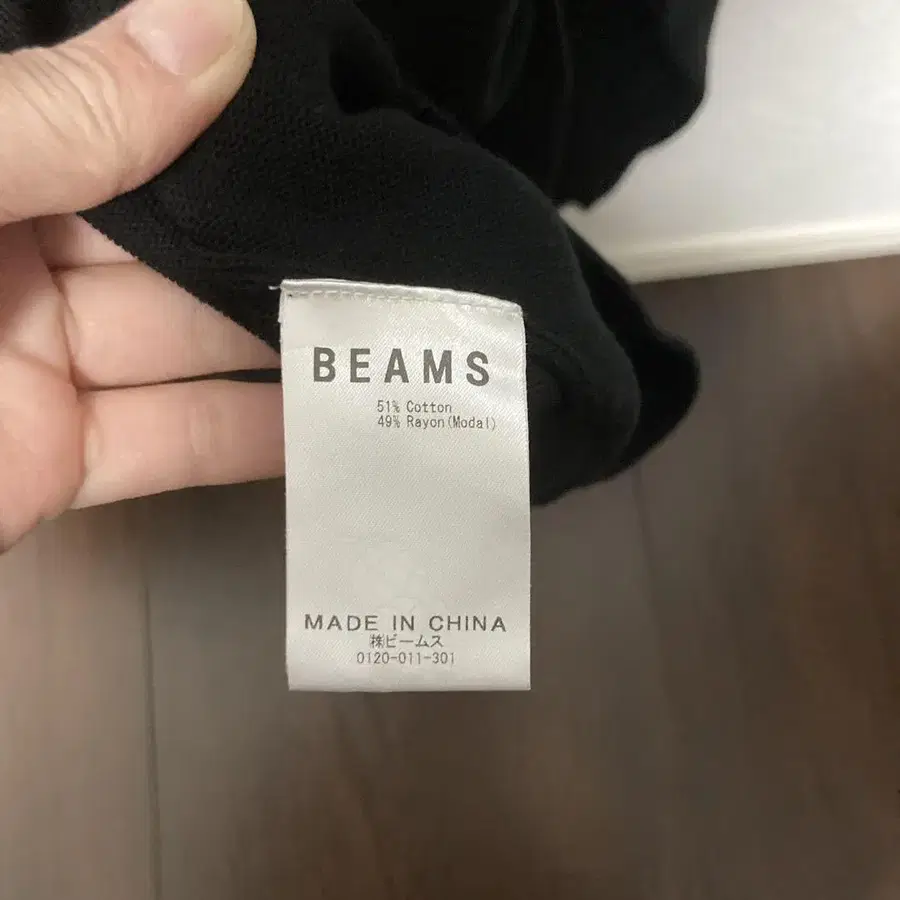 BEAMS
51% Cotton
49% Rayon(Modal)
MADE IN CHINA
㈱ビームス
0120-011-301